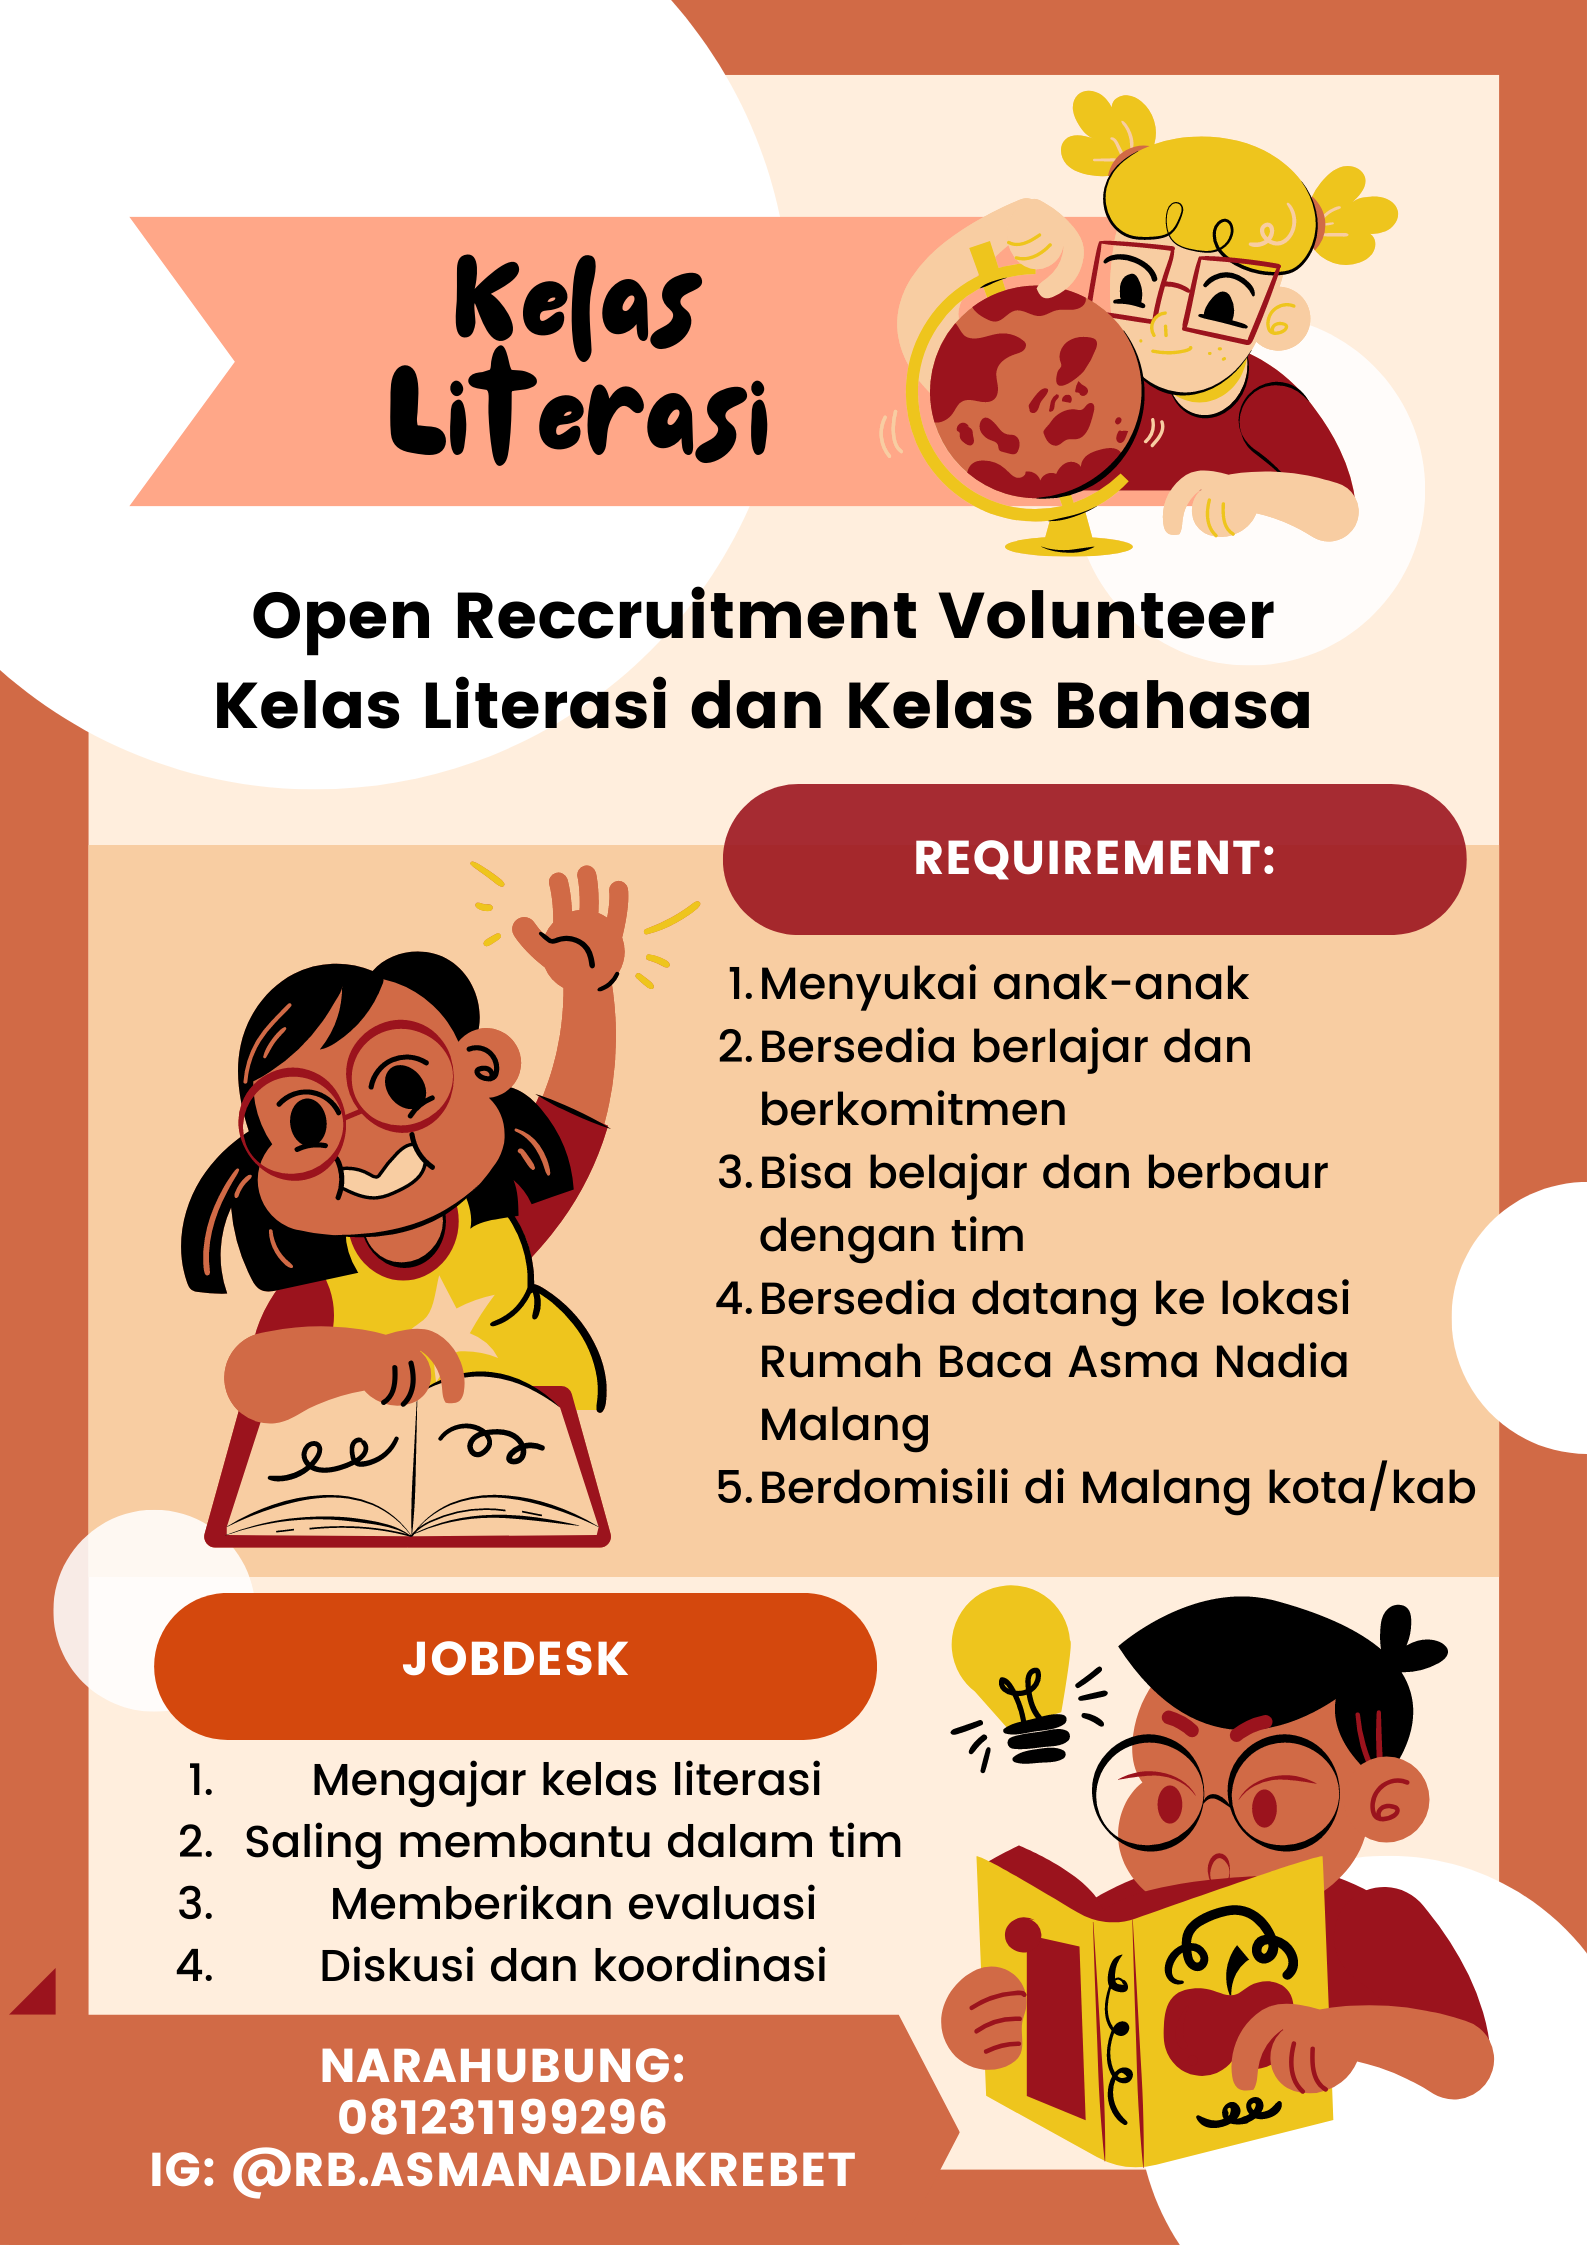 Kelas
Literasi
Open Reccruitment Volunteer
Kelas Literasi dan Kelas Bahasa
REQUIREMENT:
1. Menyukai anak-anak
2. Bersedia berlajar dan
berkomitmen
3. Bisa belajar dan berbaur
dengan tim
4. Bersedia datang ke lokasi
Rumah Baca Asma Nadia
Malang
5. Berdomisili di Malang kota/kab
JOBDESK
1. Mengajar kelas literasi
2. Saling membantu dalam tim
3. Memberikan evaluasi
4. Diskusi dan koordinasi
NARAHUBUNG:
081231199296
IG: @RB.ASMANADIAKREBET